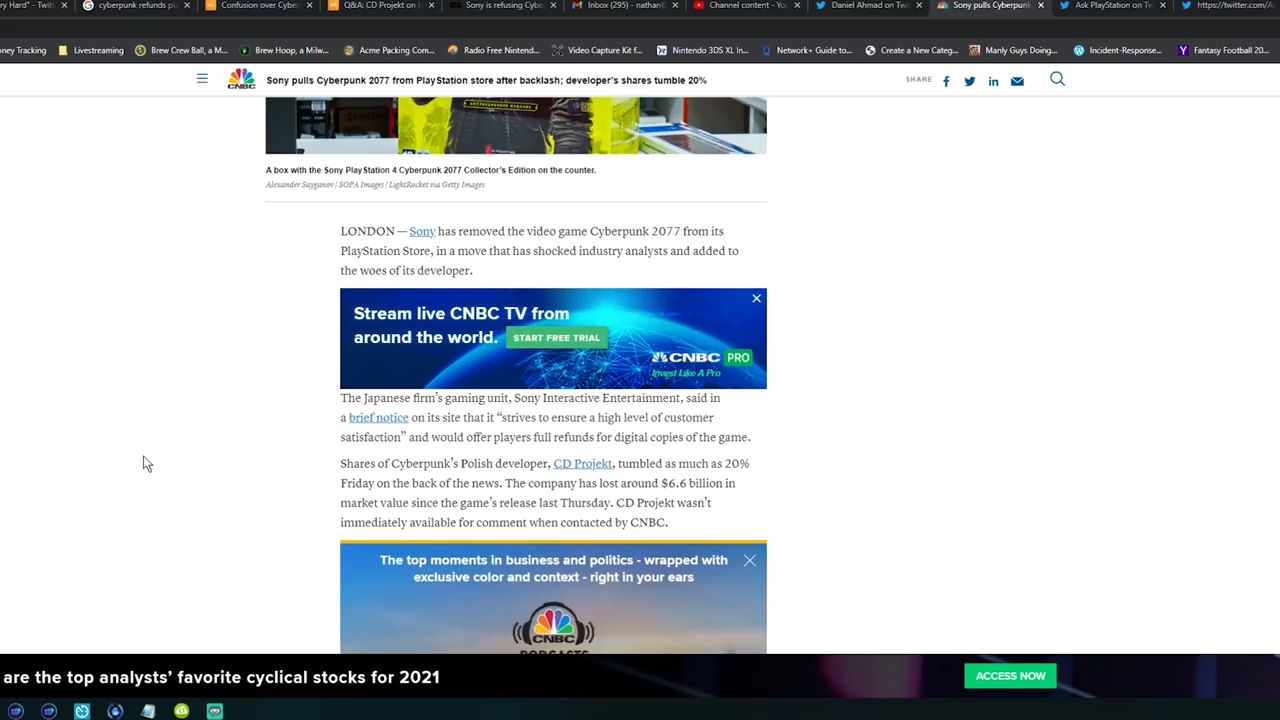 ney Hard" - Twit
cyberpunk refunds pla
Confusion over Cyber
Q&A: CD Projekt on h
Sony is refusing Cybe
Inbox (295) - nathan
Channel content - You
Daniel Ahmad on Tw
Sony pulls Cyberpunk
Ask PlayStation on Tw
https://twitter.com/A
ney Tracking
Livestreaming
Brew Crew Ball, a M...
Brew Hoop, a Milw...
Acme Packing Com...
Radio Free Nintend...
Video Capture Kit f...
Nintendo 3DS XL In...
Network+ Guide to...
Create a New Categ...
Manly Guys Doing...
Incident-Response...
Fantasy Football 20...
CNBC
Sony pulls Cyberpunk 2077 from PlayStation store after backlash; developer's shares tumble 20%
SHARE
A box with the Sony PlayStation 4 Cyberpunk 2077 Collector's Edition on the counter.
Alexander Sayganov | SOPA Images | LightRocket via Getty Images
LONDON — Sony has removed the video game Cyberpunk 2077 from its
PlayStation Store, in a move that has shocked industry analysts and added to
the woes of its developer.
Stream live CNBC TV from
around the world. START FREE TRIAL
CNBC PRO
Invest Like A Pro
The Japanese firm's gaming unit, Sony Interactive Entertainment, said in
a brief notice on its site that it “strives to ensure a high level of customer
satisfaction” and would offer players full refunds for digital copies of the game.
Shares of Cyberpunk's Polish developer, CD Projekt, tumbled as much as 20%
Friday on the back of the news. The company has lost around $6.6 billion in
market value since the game's release last Thursday. CD Projekt wasn't
immediately available for comment when contacted by CNBC.
The top moments in business and politics - wrapped with
exclusive color and context - right in your ears
CNBC
PODCASTS
are the top analysts' favorite cyclical stocks for 2021
ACCESS NOW